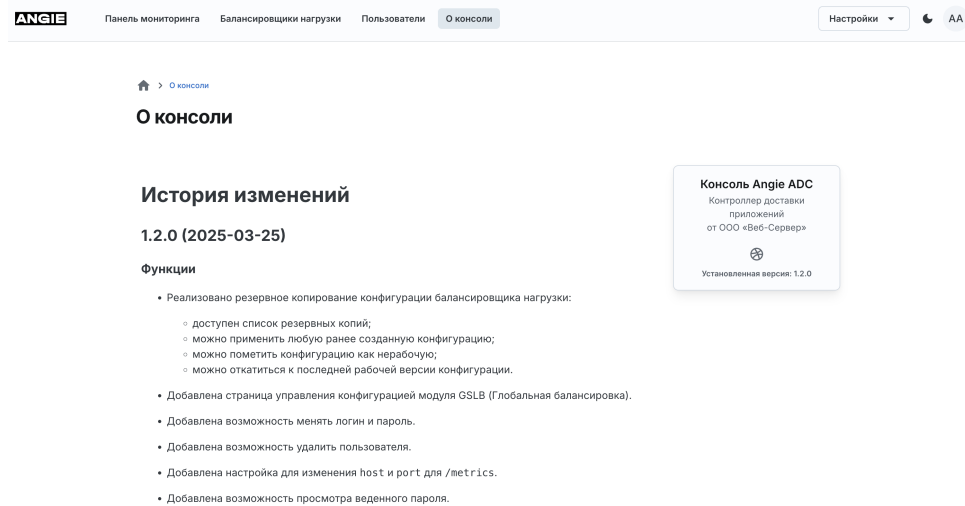 ANGIE Панель мониторинга Балансировщики нагрузки Пользователи О консоли Настройки AA
О консоли
О консоли
История изменений
1.2.0 (2025-03-25)
Функции
• Реализовано резервное копирование конфигурации балансировщика нагрузки:
◦ доступен список резервных копий;
◦ можно применить любую ранее созданную конфигурацию;
◦ можно пометить конфигурацию как нерабочую;
◦ можно откатиться к последней рабочей версии конфигурации.
• Добавлена страница управления конфигурацией модуля GSLB (Глобальная балансировка).
• Добавлена возможность менять логин и пароль.
• Добавлена возможность удалить пользователя.
• Добавлена настройка для изменения host и port для /metrics.
• Добавлена возможность просмотра веденного пароля.
Консоль Angie ADC
Контроллер доставки
приложений
от ООО «Веб-Сервер»
Установленная версия: 1.2.0